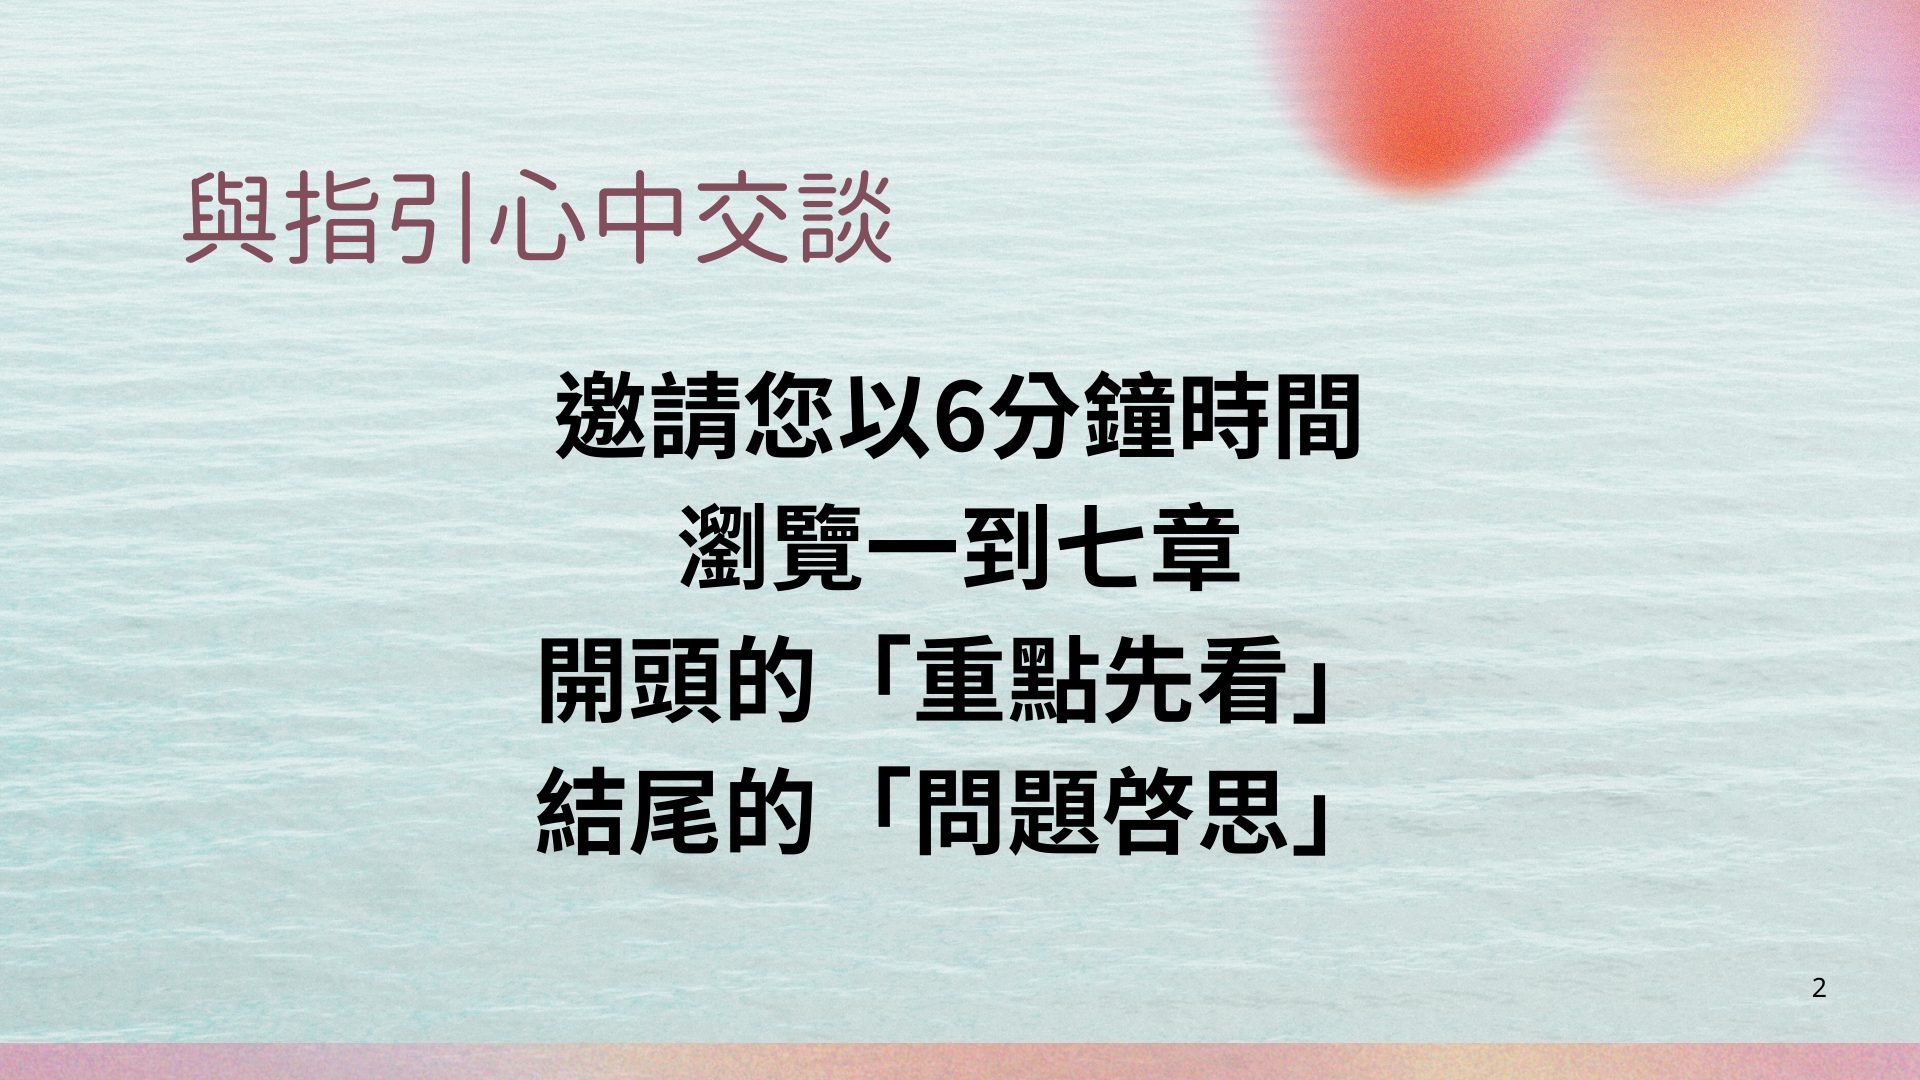 與指引心中交談
邀請您以6分鐘時間
瀏覽一到七章
開頭的「重點先看」
結尾的「問題啓思」
2